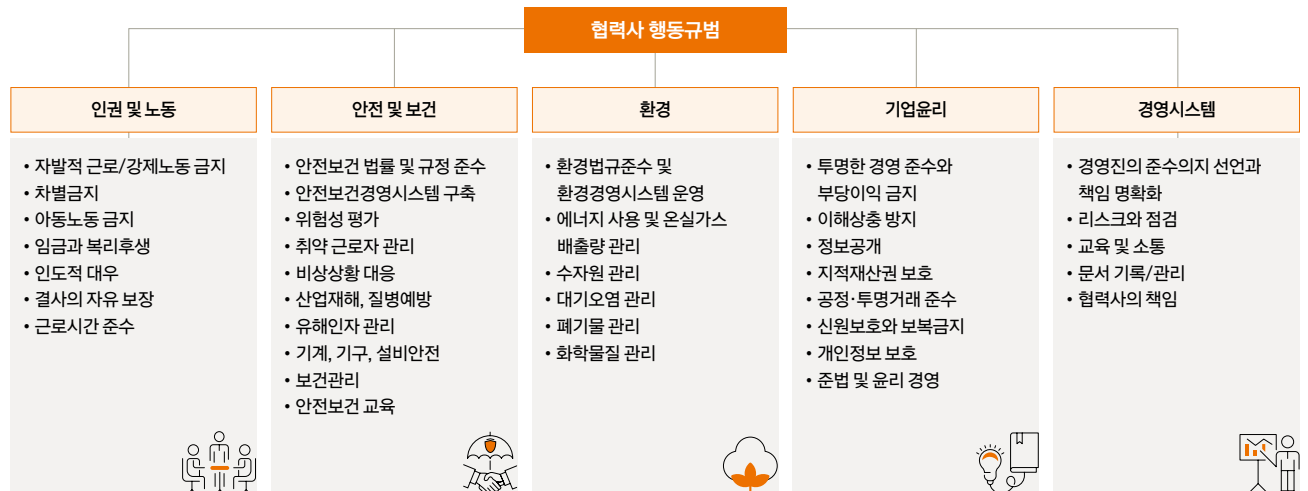 협력사 행동규범
인권 및 노동
• 자발적 근로/강제노동 금지
• 차별금지
• 아동노동 금지
• 임금과 복리후생
• 인도적 대우
• 결사의 자유 보장
• 근로시간 준수
안전 및 보건
• 안전보건 법률 및 규정 준수
• 안전보건경영시스템 구축
• 위험성 평가
• 취약 근로자 관리
• 비상상황 대응
• 산업재해, 질병예방
• 유해인자 관리
• 기계, 기구, 설비안전
• 보건관리
• 안전보건 교육
환경
• 환경법규준수 및
환경경영시스템 운영
• 에너지 사용 및 온실가스
배출량 관리
• 수자원 관리
• 대기오염 관리
• 폐기물 관리
• 화학물질 관리
기업윤리
• 투명한 경영 준수와
부당이익 금지
• 이해상충 방지
• 정보공개
• 지적재산권 보호
• 공정·투명거래 준수
• 신원보호와 보복금지
• 개인정보 보호
• 준법 및 윤리 경영
경영시스템
• 경영진의 준수의지 선언과
책임 명확화
• 리스크와 점검
• 교육 및 소통
• 문서 기록/관리
• 협력사의 책임